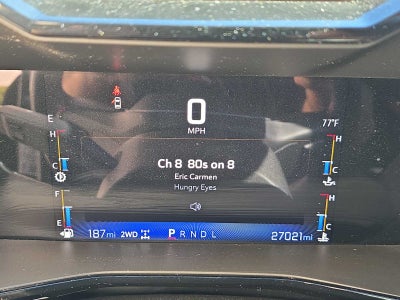 0
MPH
E
77°F
H
H
Ch 8 80s on 8
Eric Carmen
Hungry Eyes
C
C
F
H
E
C
187mi 2WD P R N D L 27021mi